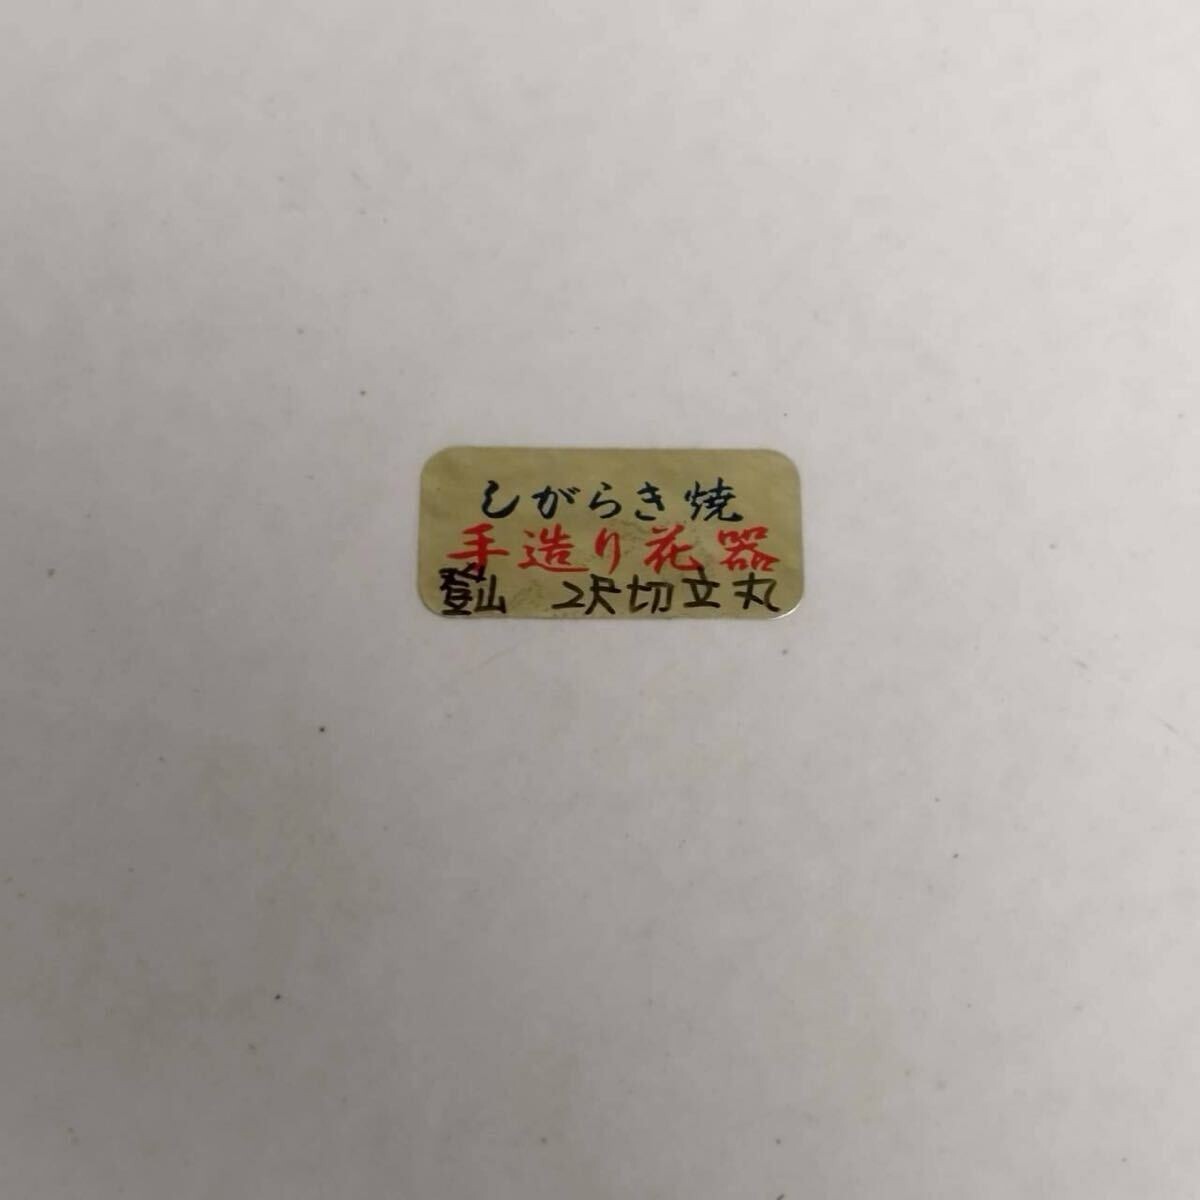 しがらき焼
手造り花器
登山 2尺切立丸